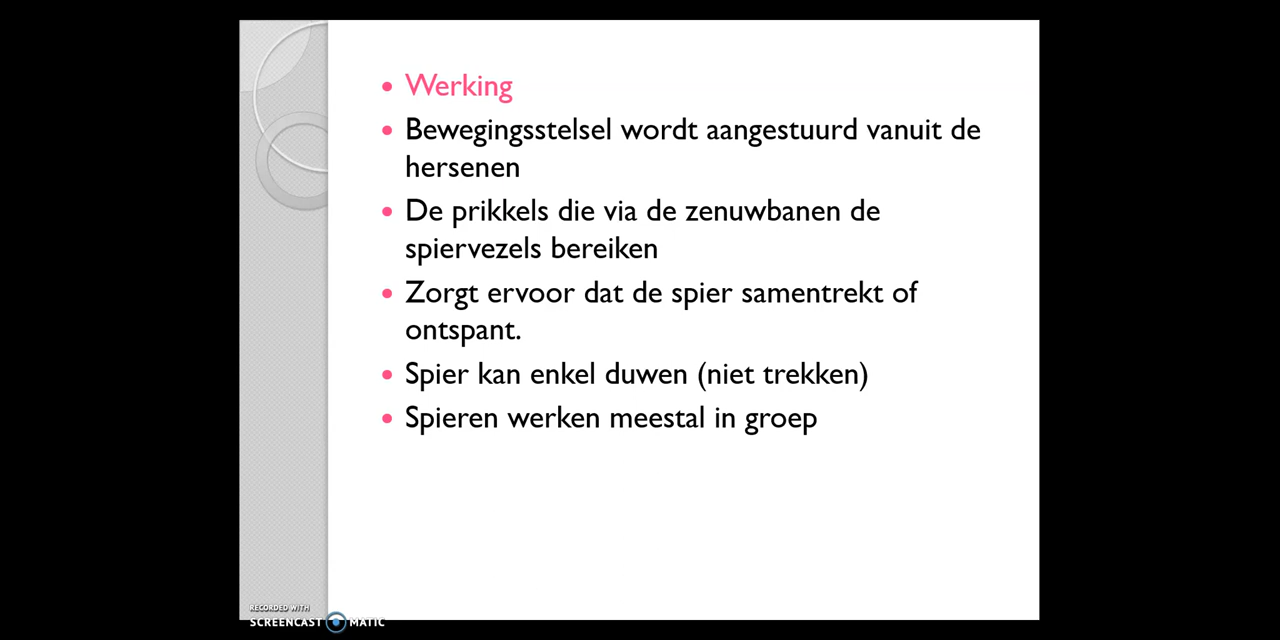 Werking
Bewegingsstelsel wordt aangestuurd vanuit de
hersenen
De prikkels die via de zenuwbanen de
spiervezels bereiken
Zorgt ervoor dat de spier samentrekt of
ontspant.
Spier kan enkel duwen (niet trekken)
Spieren werken meestal in groep
RECORDED WITH
SCREENCAST MATIC